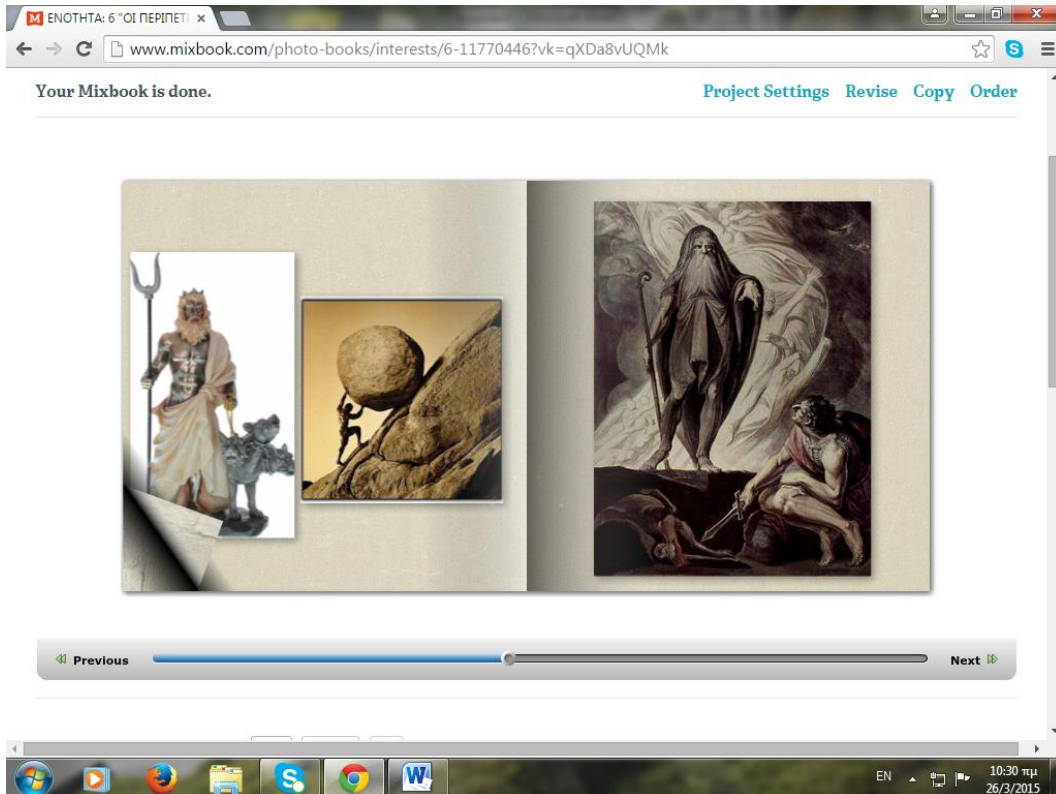 ΕΝΟΤΗΤΑ: 6 "ΟΙ ΠΕΡΙΠΕΤΙ
www.mixbook.com/photo-books/interests/6-11770446?vk=qXDa8vUQMk
Your Mixbook is done.
Project Settings Revise Copy Order
Previous
Next
EN
10:30 πμ
26/3/2015